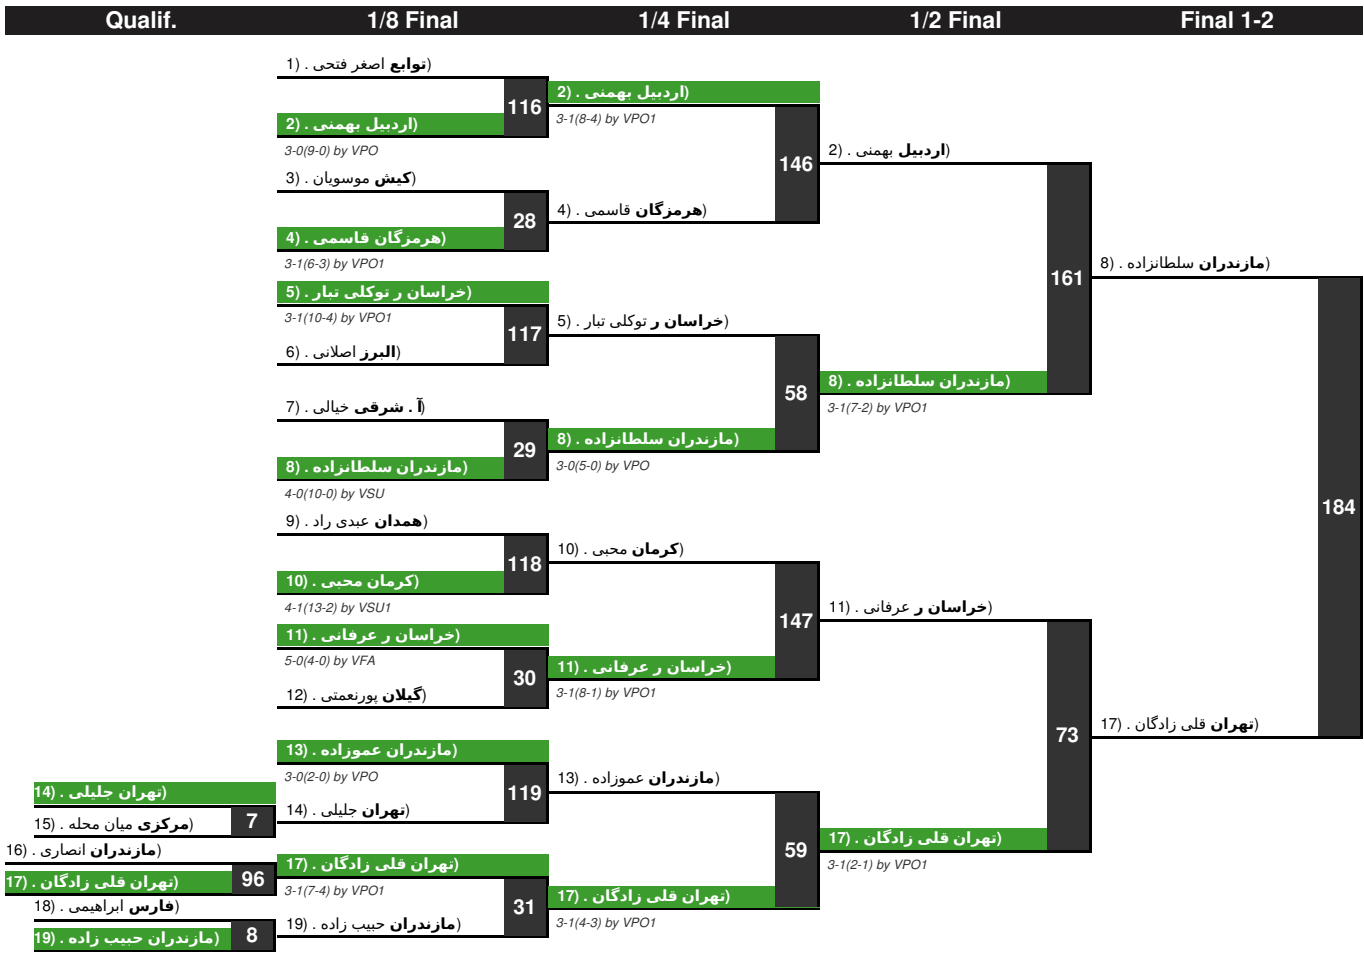 Qualif. 1/8 Final 1/4 Final 1/2 Final Final 1-2
1) . توابع اصغر فتحی)
116
2) . اردبیل بهمنی)
3-0(9-0) by VPO
3) . کیش موسویان)
28
4) . هرمزگان قاسمی)
3-1(6-3) by VPO1
5) . خراسان ر توکلی تبار)
3-1(10-4) by VPO1
117
6) . البرز اصلانی)
7) . آ . شرقی خیالی)
29
8) . مازندران سلطانزاده)
4-0(10-0) by VSU
9) . همدان عبدی راد)
118
10) . کرمان محبی)
4-1(13-2) by VSU1
11) . خراسان ر عرفانی)
5-0(4-0) by VFA
30
12) . گیلان پورنعمتی)
13) . مازندران عموزاده)
3-0(2-0) by VPO
119
14) . تهران جلیلی)
17) . تهران قلی زادگان)
3-1(7-4) by VPO1
31
19) . مازندران حبیب زاده)
14) . تهران جلیلی)
7
15) . مرکزی میان محله)
16) . مازندران انصاری)
96
17) . تهران قلی زادگان)
18) . فارس ابراهیمی)
8
19) . مازندران حبیب زاده)
2) . اردبیل بهمنی)
3-1(8-4) by VPO1
146
4) . هرمزگان قاسمی)
5) . خراسان ر توکلی تبار)
58
8) . مازندران سلطانزاده)
3-0(5-0) by VPO
10) . کرمان محبی)
147
11) . خراسان ر عرفانی)
3-1(8-1) by VPO1
13) . مازندران عموزاده)
59
17) . تهران قلی زادگان)
3-1(4-3) by VPO1
2) . اردبیل بهمنی)
161
8) . مازندران سلطانزاده)
3-1(7-2) by VPO1
11) . خراسان ر عرفانی)
73
17) . تهران قلی زادگان)
3-1(2-1) by VPO1
8) . مازندران سلطانزاده)
184
17) . تهران قلی زادگان)